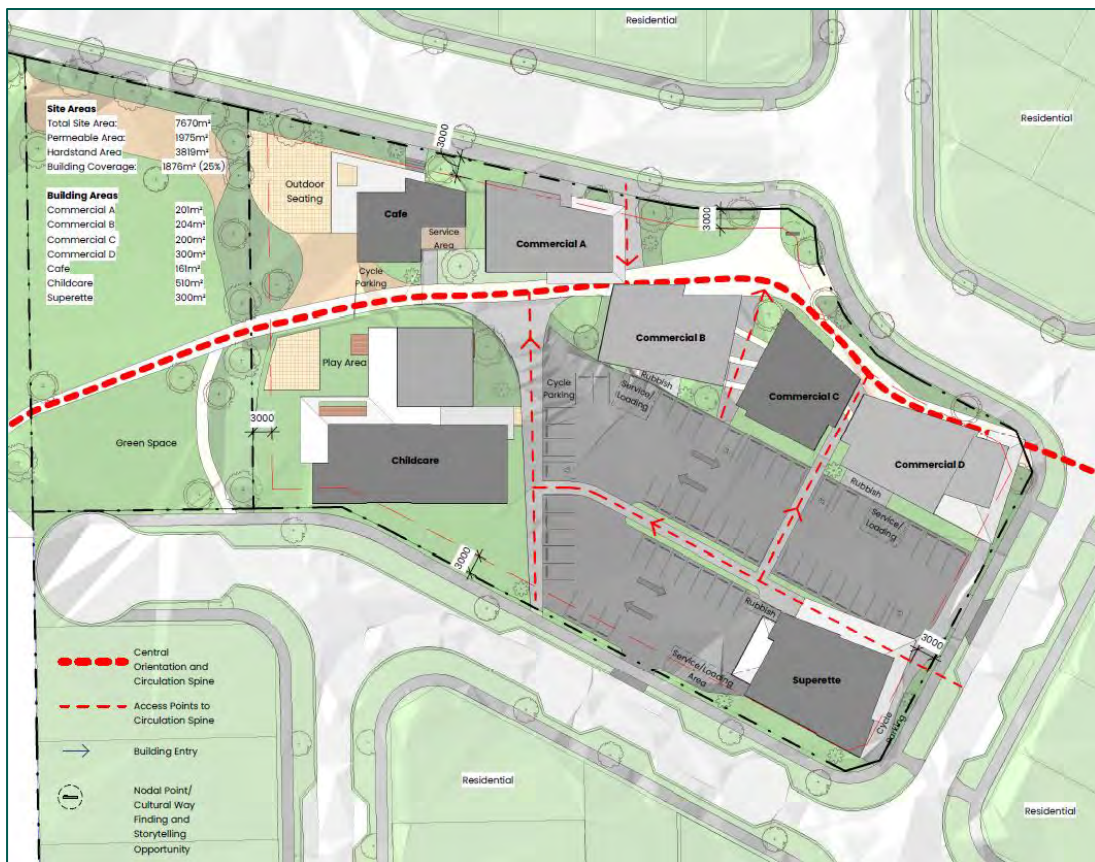 Residential
Residential
Site Areas
Total Site Area: 7670m²
Permeable Area: 1975m²
Hardstand Area 3819m²
Building Coverage: 1876m² (25%)
Building Areas
Commercial A 201m²
Commercial B 204m²
Commercial C 200m²
Commercial D 300m²
Cafe 161m²
Childcare 510m²
Superette 300m²
3000
Outdoor
Seating
Cafe
3000
Service
Area
Commercial A
Cycle
Parking
Commercial B
Play Area
Rubbish
Cycle
Parking
Service/
Loading
Commercial C
3000
Green Space
Childcare
Commercial D
Rubbish
Service/
Loading
3000
Rubbish
3000
Service/Loading
Area
Superette
Cycle
Parking
Central
Orientation and
Circulation Spine
Access Points to
Circulation Spine
Building Entry
Nodal Point/
Cultural Way
Finding and
Storytelling
Opportunity
Residential
Residential